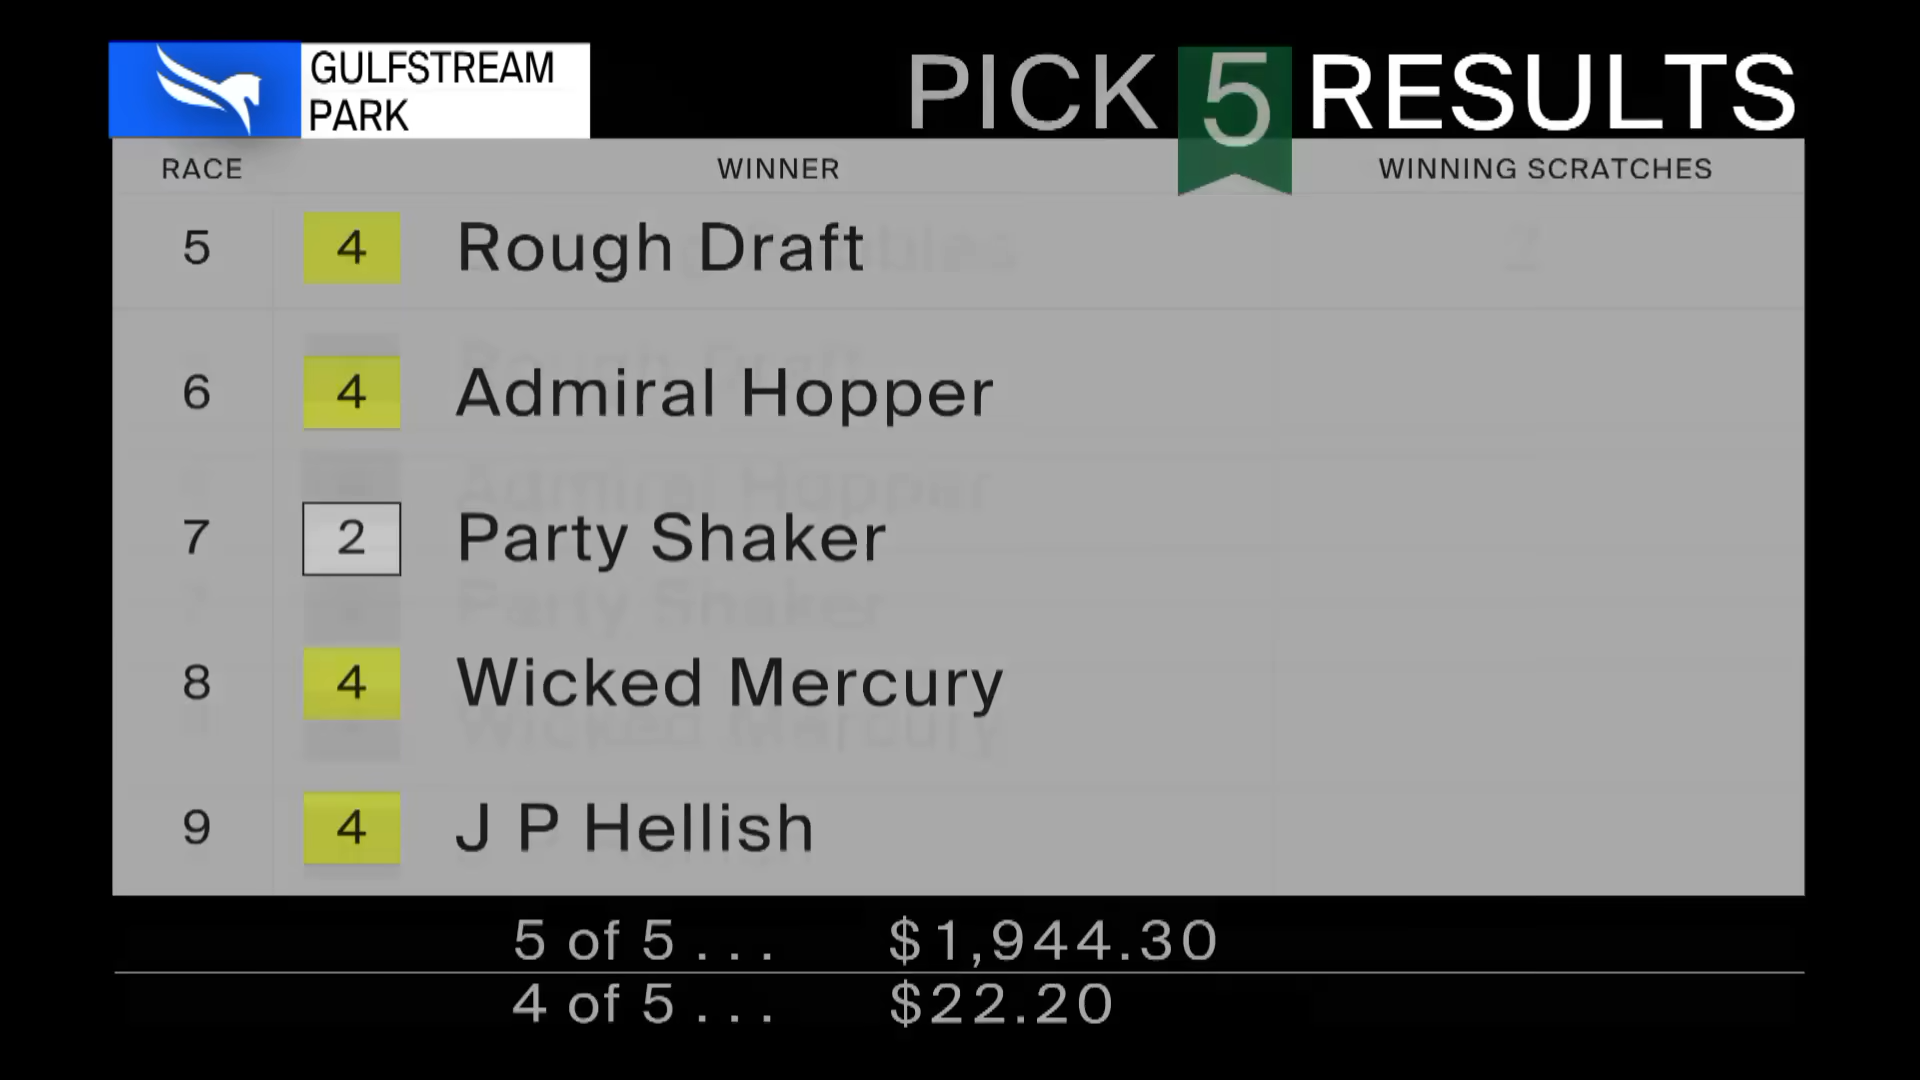 GULFSTREAM
PARK
PICK 5 RESULTS
RACE WINNER WINNING SCRATCHES
5 4 Rough Draft
6 4 Admiral Hopper
7 2 Party Shaker
8 4 Wicked Mercury
9 4 J P Hellish
5 of 5 . . . $1,944.30
4 of 5 . . . $22.20